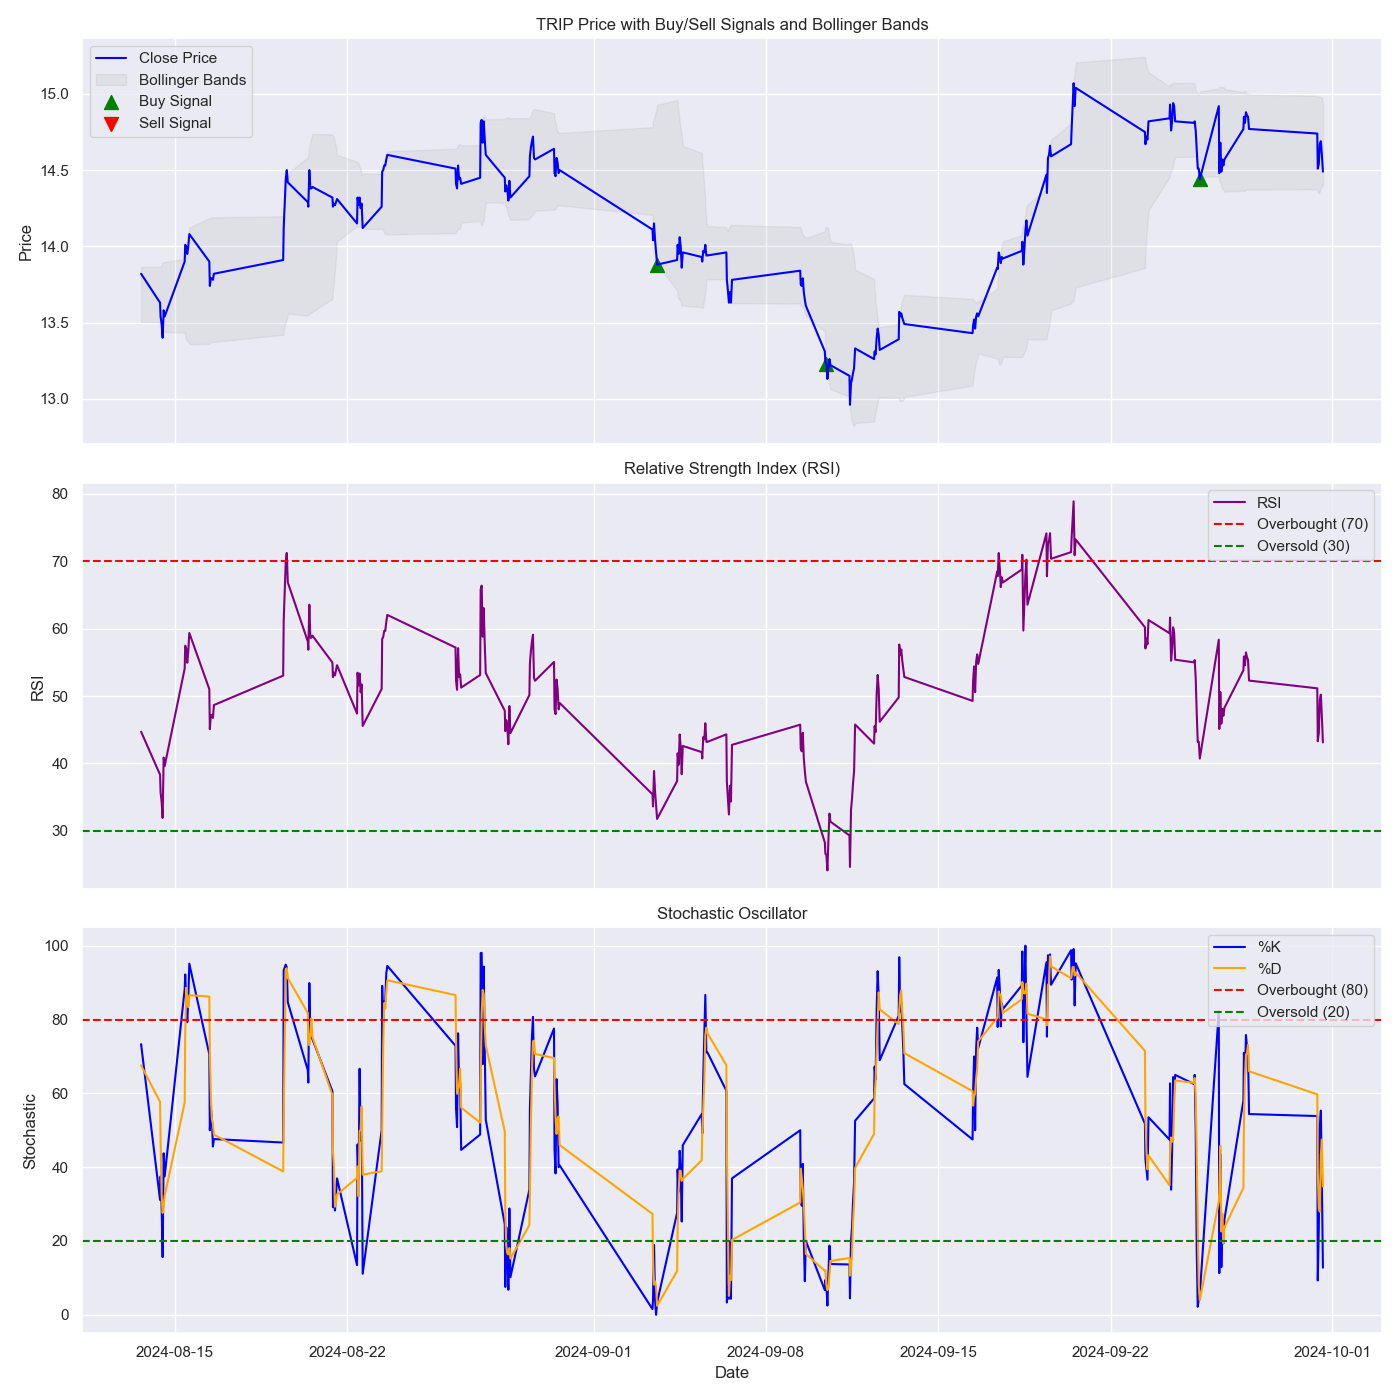 TRIP Price with Buy/Sell Signals and Bollinger Bands
Close Price
Bollinger Bands
Buy Signal
Sell Signal
15.0
14.5
14.0
13.5
13.0
Price
Relative Strength Index (RSI)
RSI
Overbought (70)
Oversold (30)
80
70
60
50
40
30
RSI
Stochastic Oscillator
%K
%D
Overbought (80)
Oversold (20)
100
80
60
40
20
0
Stochastic
2024-08-15
2024-08-22
2024-09-01
2024-09-08
2024-09-15
2024-09-22
2024-10-01
Date